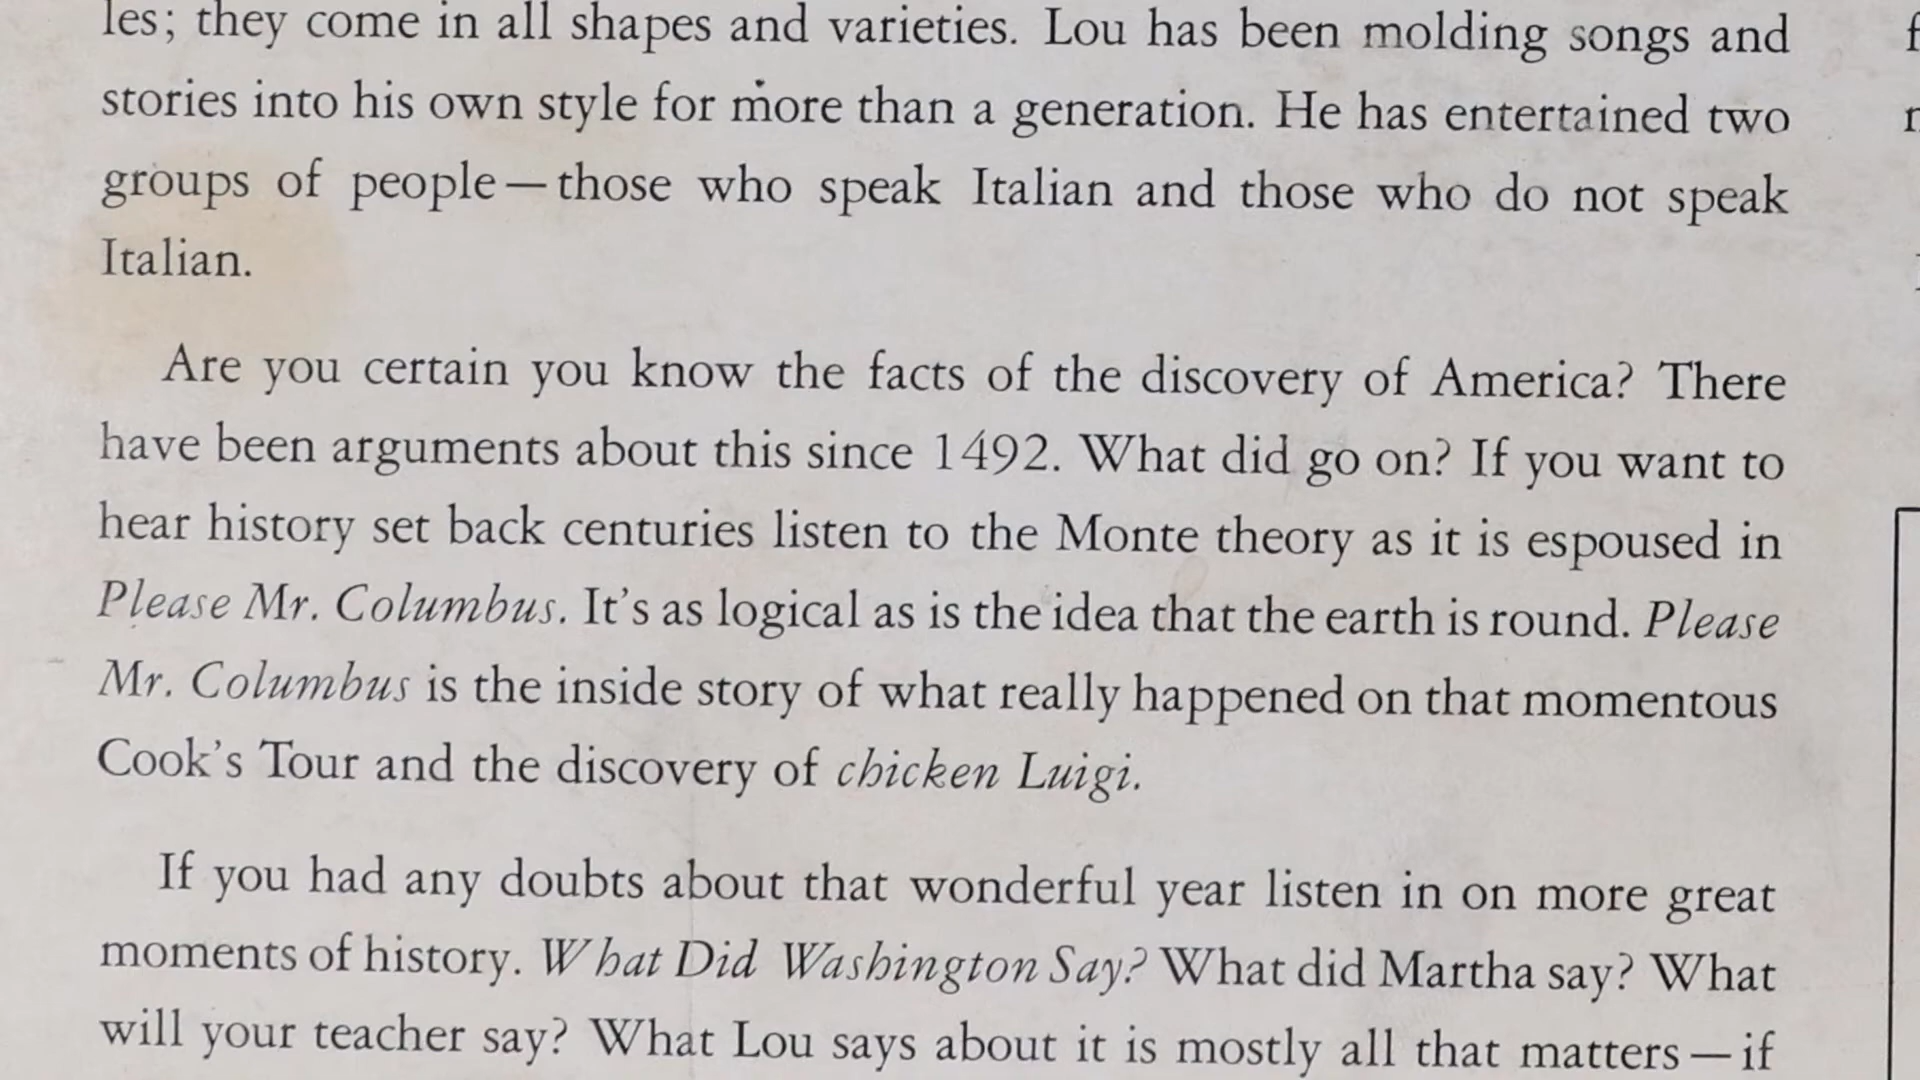 les; they come in all shapes and varieties. Lou has been molding songs and
stories into his own style for more than a generation. He has entertained two
groups of people — those who speak Italian and those who do not speak
Italian.
Are you certain you know the facts of the discovery of America? There
have been arguments about this since 1492. What did go on? If you want to
hear history set back centuries listen to the Monte theory as it is espoused in
Please Mr. Columbus. It's as logical as is the idea that the earth is round. Please
Mr. Columbus is the inside story of what really happened on that momentous
Cook's Tour and the discovery of chicken Luigi.
If you had any doubts about that wonderful year listen in on more great
moments of history. What Did Washington Say? What did Martha say? What
will your teacher say? What Lou says about it is mostly all that matters — if